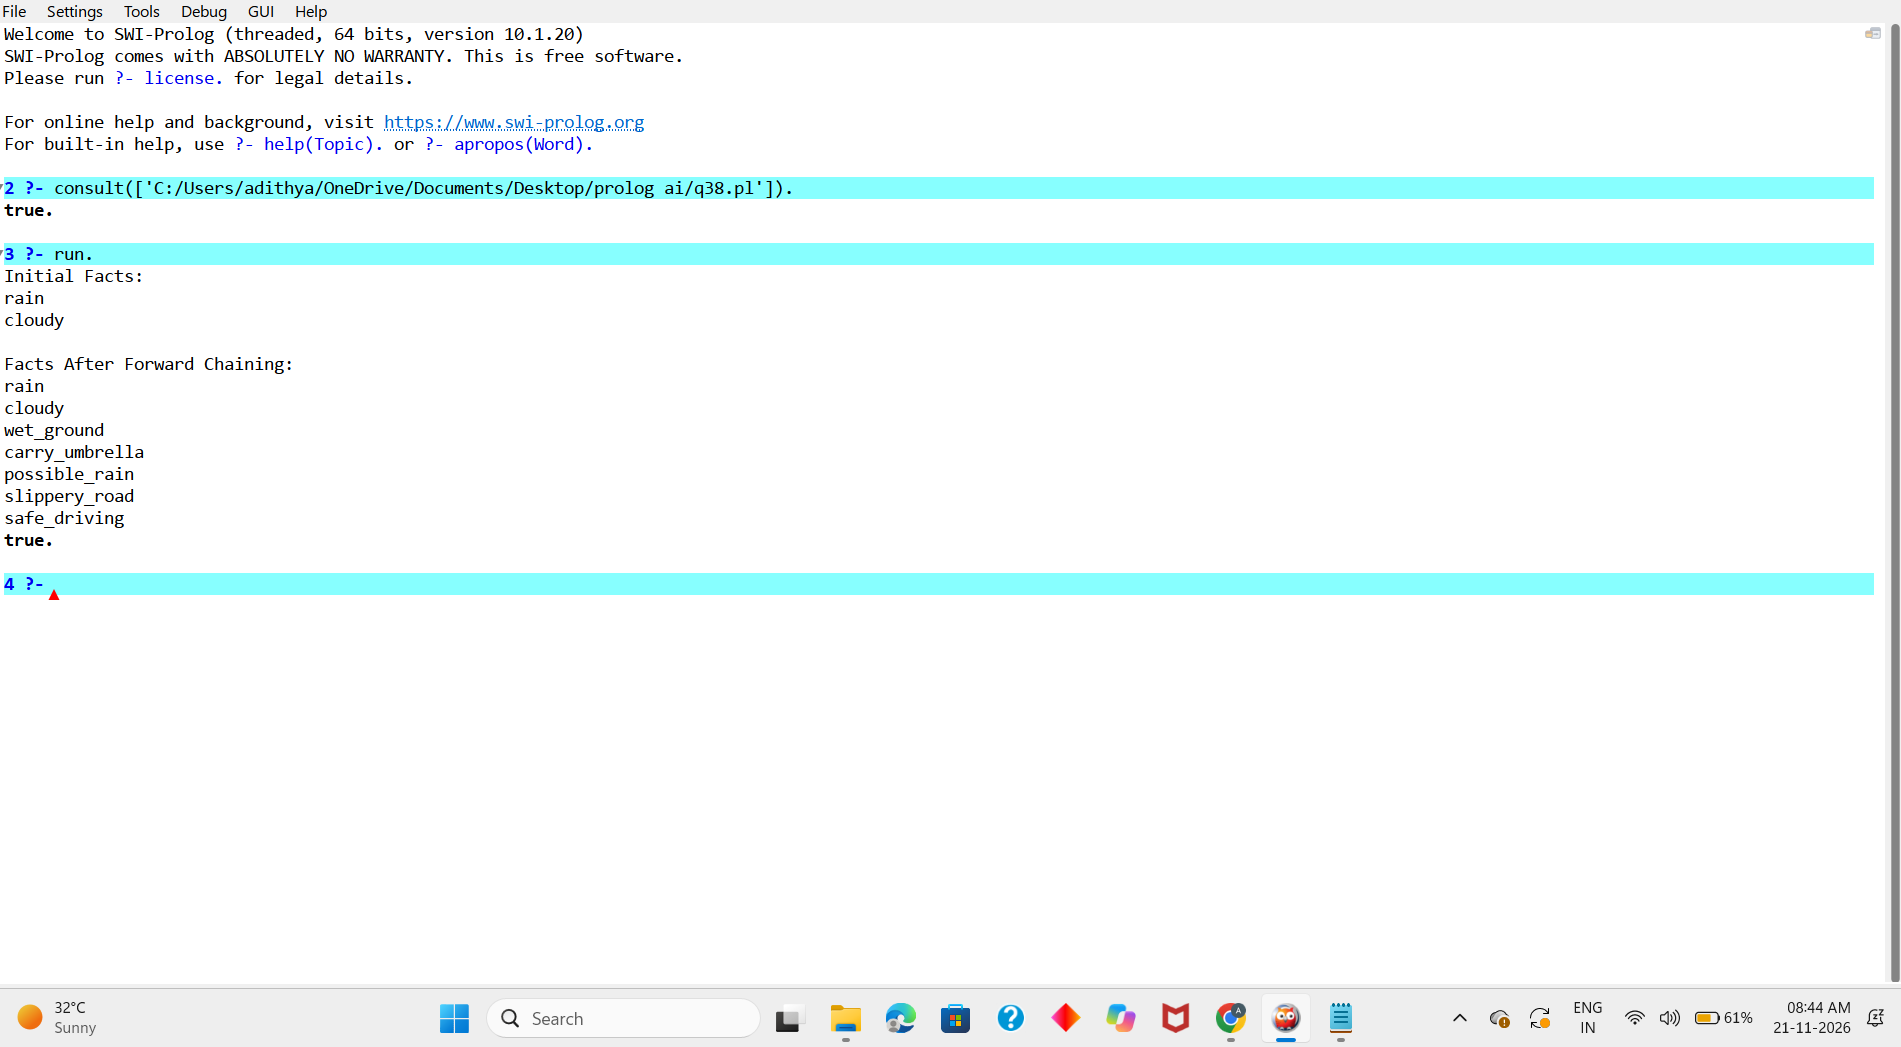 File Settings Tools Debug GUI Help
Welcome to SWI-Prolog (threaded, 64 bits, version 10.1.20)
SWI-Prolog comes with ABSOLUTELY NO WARRANTY. This is free software.
Please run ?- license. for legal details.
For online help and background, visit https://www.swi-prolog.org
For built-in help, use ?- help(Topic). or ?- apropos(Word).
2 ?- consult(['C:/Users/adithya/OneDrive/Documents/Desktop/prolog ai/q38.pl']).
true.
3 ?- run.
Initial Facts:
rain
cloudy
Facts After Forward Chaining:
rain
cloudy
wet_ground
carry_umbrella
possible_rain
slippery_road
safe_driving
true.
4 ?-
32°C
Sunny
Search
A
ENG
IN
61%
08:44 AM
21-11-2026